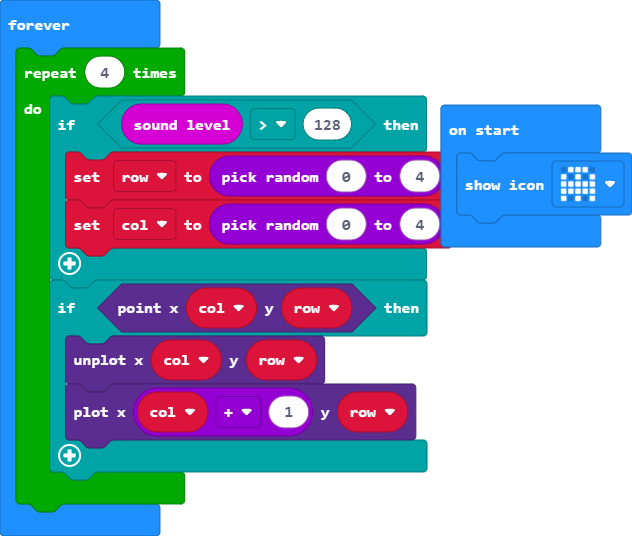 forever
repeat 4 times
do
if sound level > 128 then
on start
set row to pick random 0 to 4
show icon
set col to pick random 0 to 4
if point x col y row then
unplot x col y row
plot x col + 1 y row